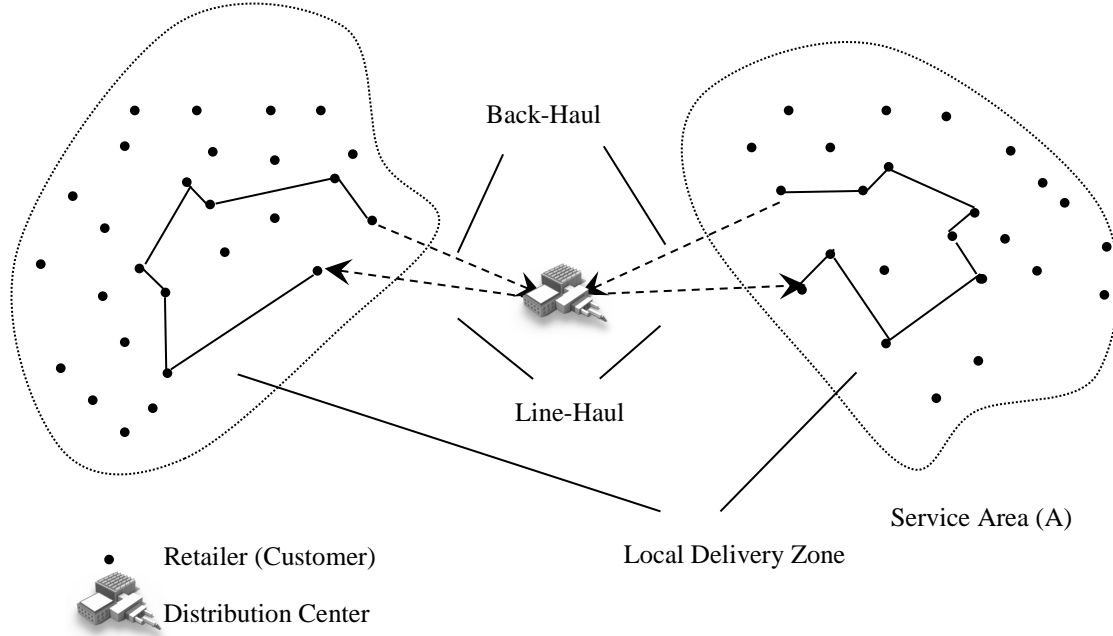 Back-Haul
Line-Haul
Service Area (A)
Local Delivery Zone
Retailer (Customer)
Distribution Center